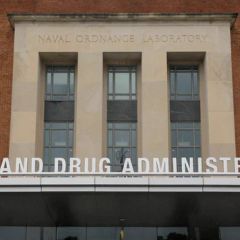 NAVAL ORDNANCE LABORATORY
AND DRUG ADMINIST